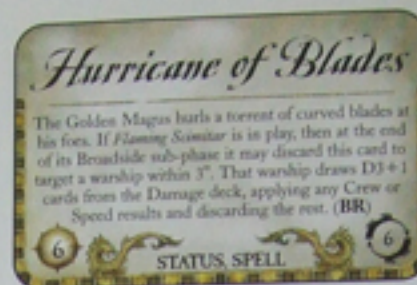 Hurricane of Blades
The Golden Magus hurls a torrent of curved blades at
his foes. If Flaming Scimitar is in play, then at the end
of its Broadside sub-phase it may discard this card to
target a warship within 3". That warship draws D3+1
cards from the Damage deck, applying any Crew or
Speed results and discarding the rest. (BR)
6 STATUS, SPELL 6